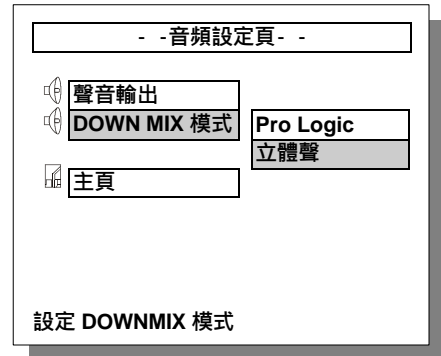 - -音頻設定頁- -
聲音輸出
DOWN MIX 模式
Pro Logic
立體聲
主頁
設定 DOWNMIX 模式